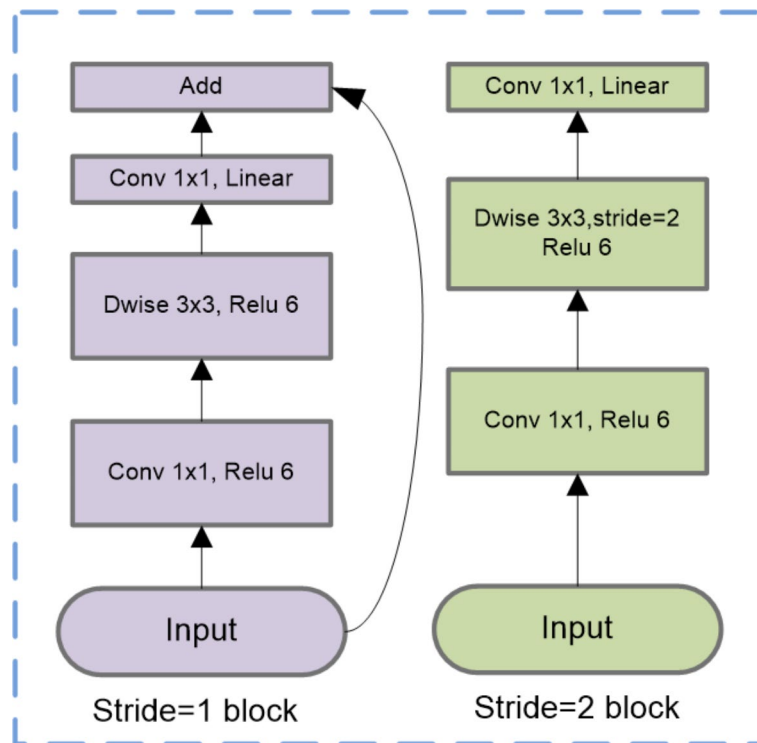 Add
Conv 1x1, Linear
Dwise 3x3, Relu 6
Conv 1x1, Relu 6
Input
Stride=1 block
Conv 1x1, Linear
Dwise 3x3,stride=2
Relu 6
Conv 1x1, Relu 6
Input
Stride=2 block